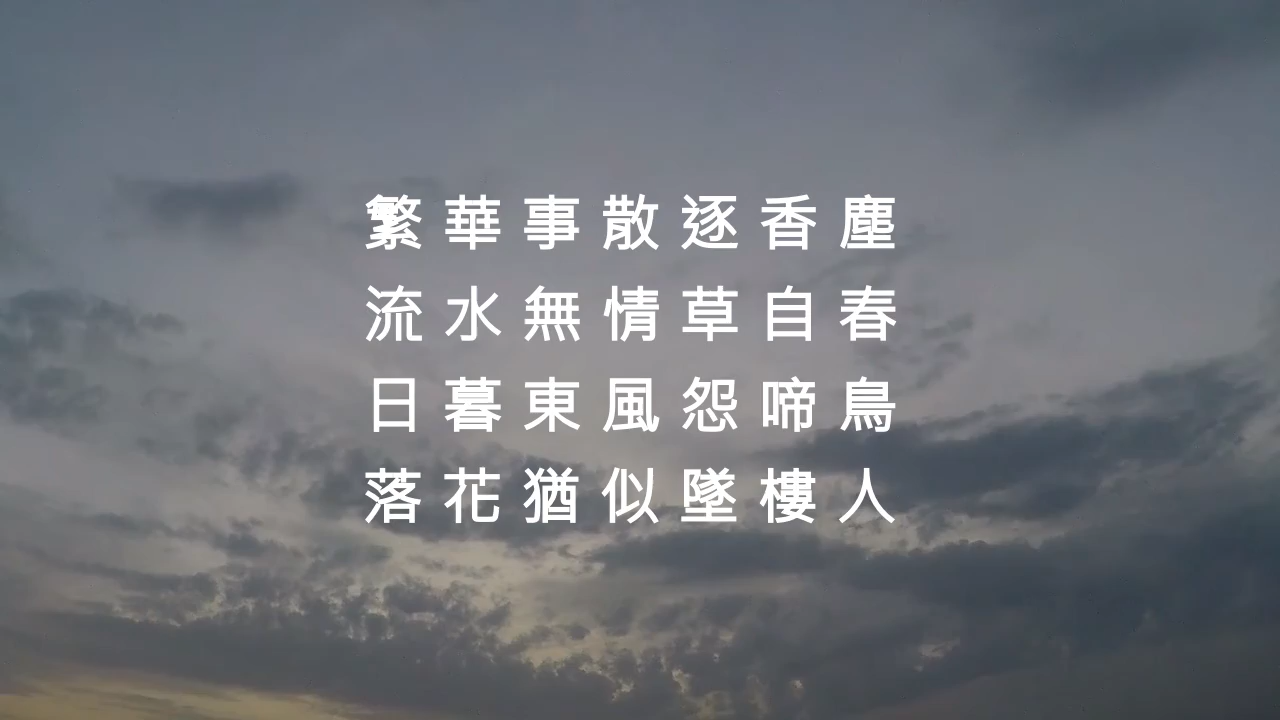 繁華事散逐香塵
流水無情草自春
日暮東風怨啼鳥
落花猶似墜樓人